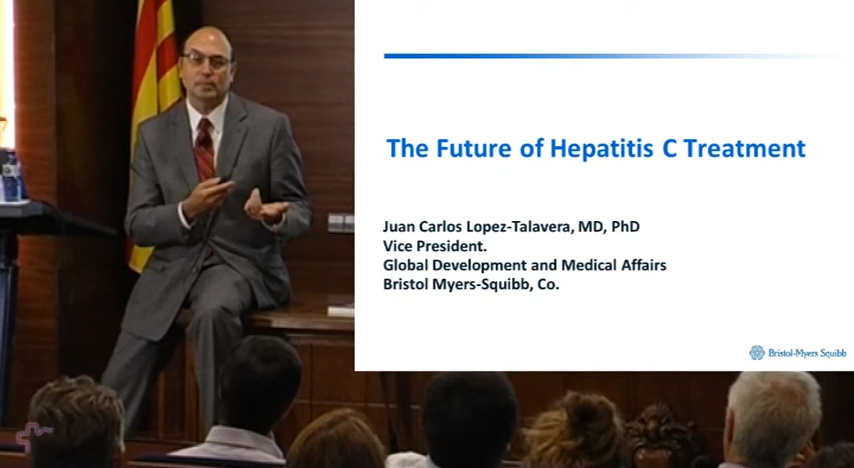 The Future of Hepatitis C Treatment
Juan Carlos Lopez-Talavera, MD, PhD
Vice President.
Global Development and Medical Affairs
Bristol Myers-Squibb, Co.
Bristol-Myers Squibb